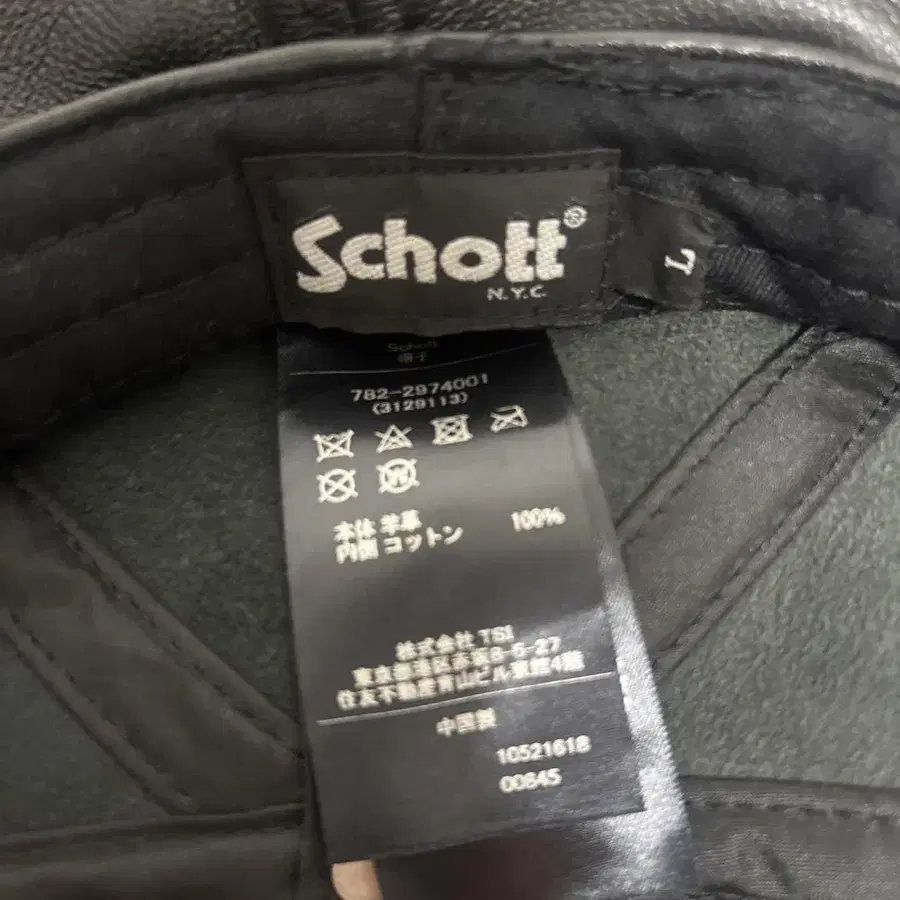 Schott®
N.Y.C.
L
Schott
帽子
782-2974001
(3129113)
W
本体 羊革
内側 コットン 100%
株式会社 TSI
東京都港区赤坂8-5-27
住友不動産青山ビル東館4階
中国製
10521618
00845